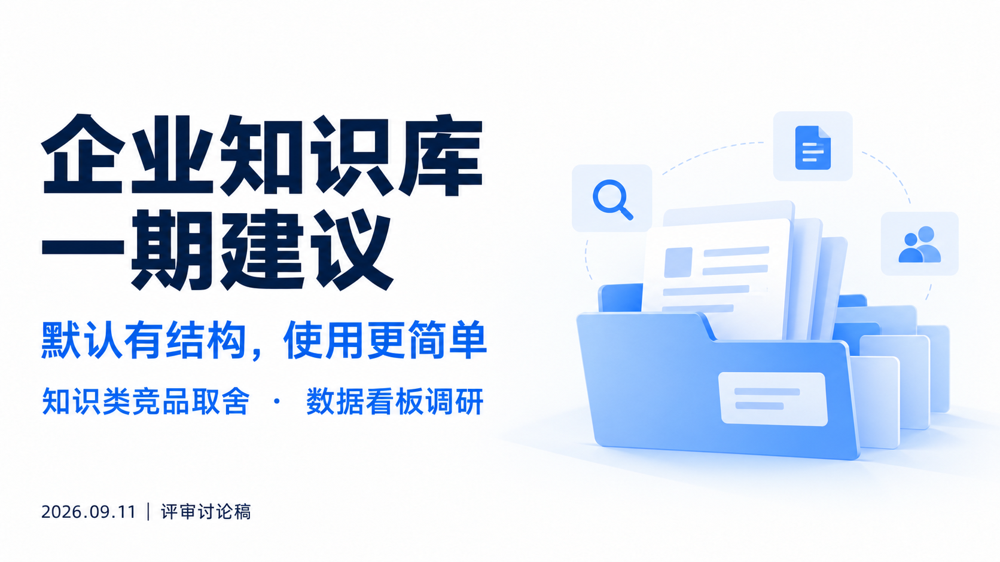 企业知识库
一期建议
默认有结构，使用更简单
知识类竞品取舍 · 数据看板调研
2026.09.11 | 评审讨论稿